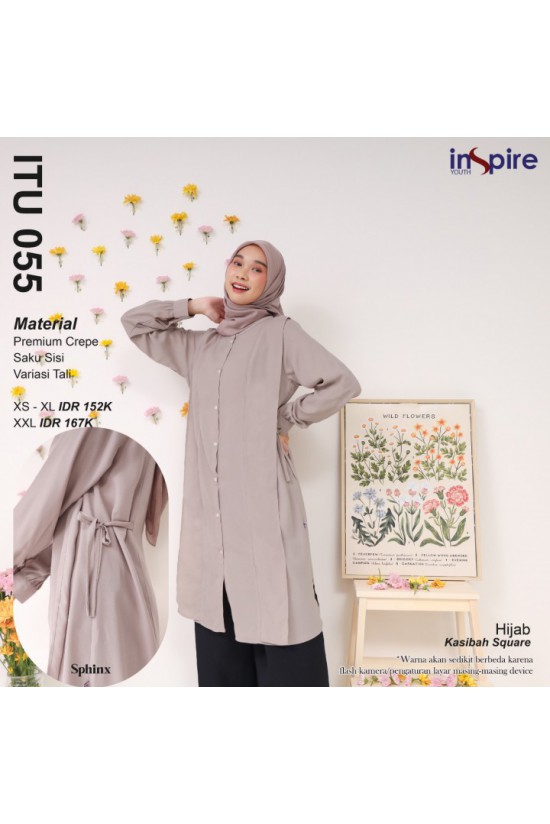 inSpire
YOUTH
ITU 055
Material
Premium Crepe
Saku Sisi
Variasi Tali
XS - XL IDR 152K
XXL IDR 167K
WILD FLOWERS
Sphinx
Hijab
Kasibah Square
*Warna akan sedikit berbeda karena
flash kamera/pengaturan layar masing-masing device